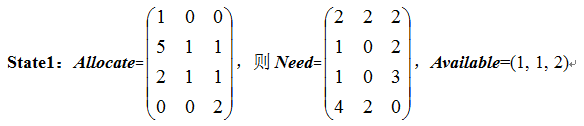 State1：Allocate=
1 0 0
5 1 1
2 1 1
0 0 2
，则 Need=
2 2 2
1 0 2
1 0 3
4 2 0
，Available=(1, 1, 2)↵